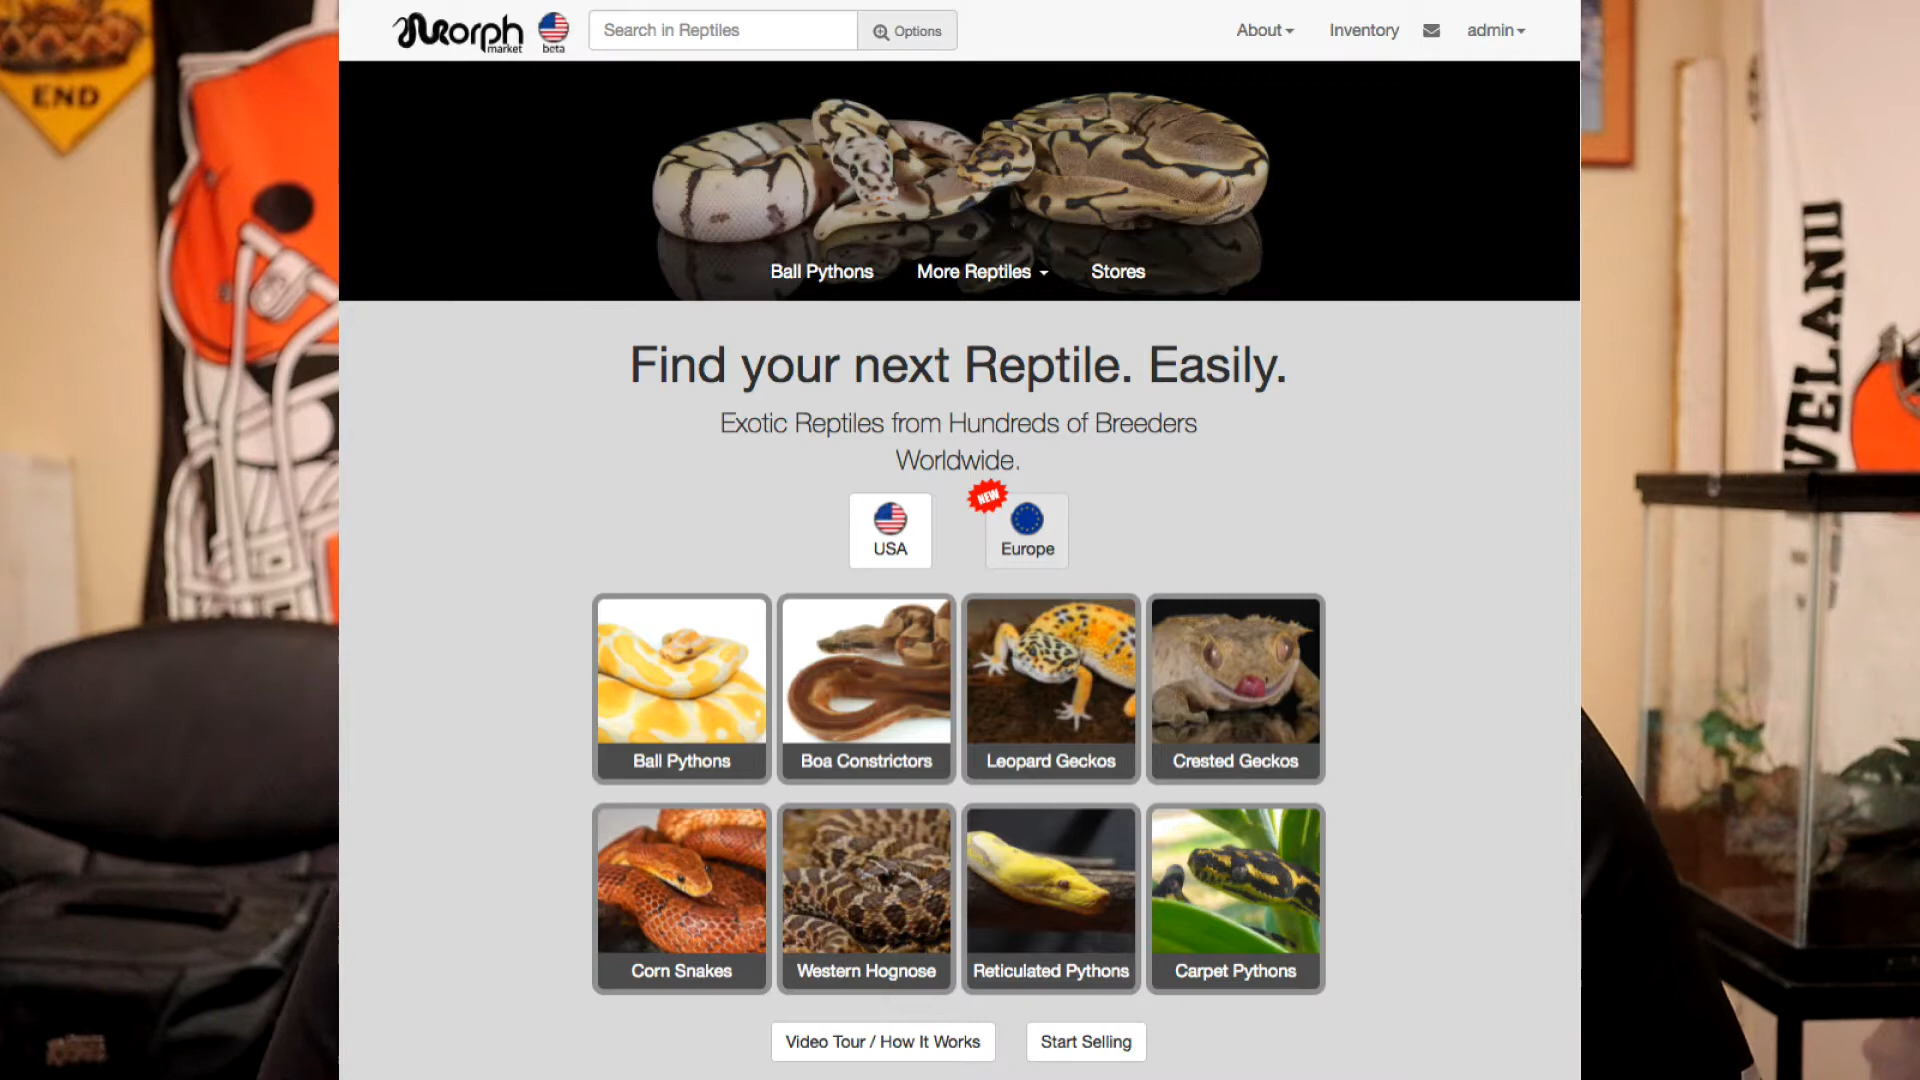 END
Morph
market
beta
Search in Reptiles
Options
About
Inventory
admin
Ball Pythons
More Reptiles
Stores
Find your next Reptile. Easily.
Exotic Reptiles from Hundreds of Breeders
Worldwide.
NEW
USA
Europe
Ball Pythons
Boa Constrictors
Leopard Geckos
Crested Geckos
Corn Snakes
Western Hognose
Reticulated Pythons
Carpet Pythons
Video Tour / How It Works
Start Selling
VELAND